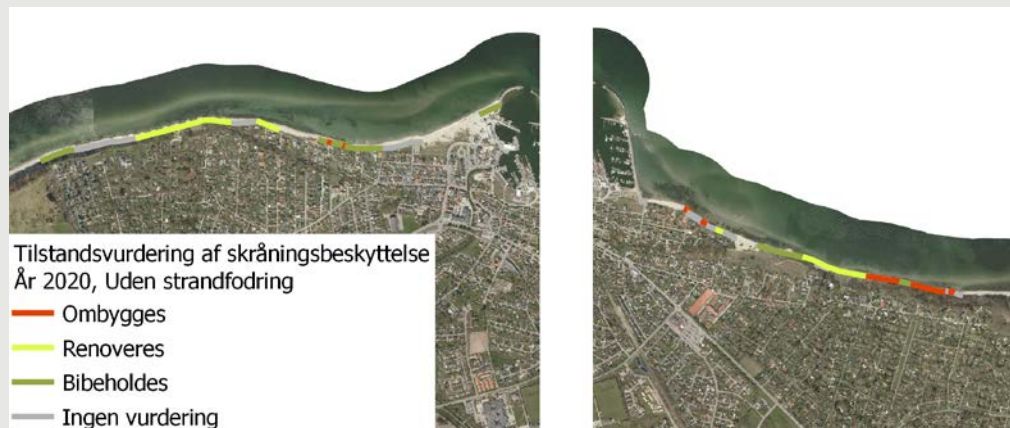 Tilstandsvurdering af skråningsbeskyttelse
År 2020, Uden strandfodring
Ombygges
Renoveres
Bibeholdes
Ingen vurdering